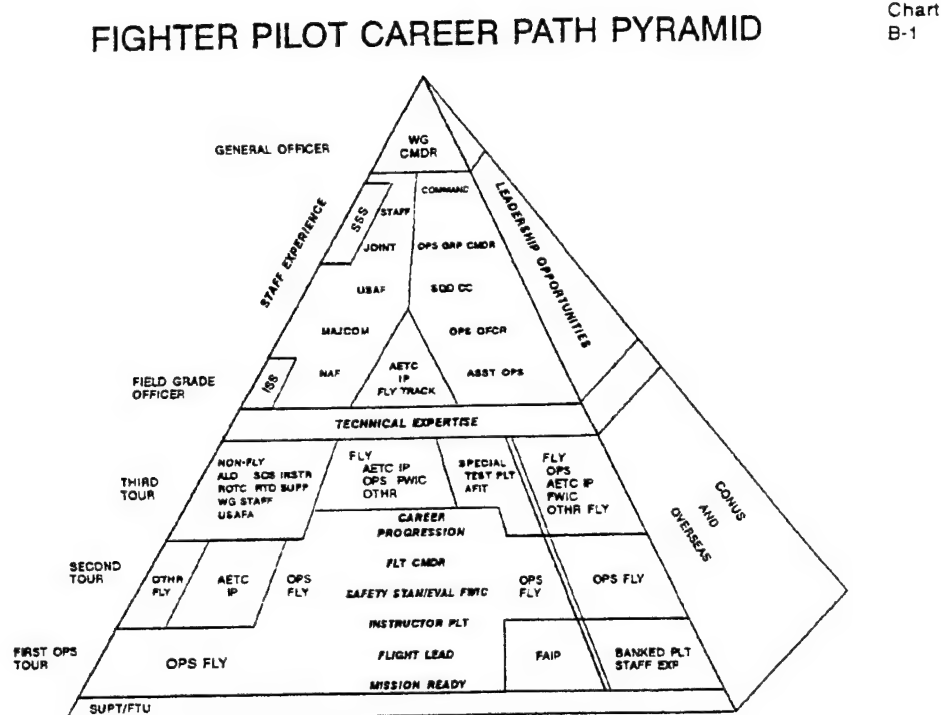 Chart
B-1
FIGHTER PILOT CAREER PATH PYRAMID
GENERAL OFFICER
WG
CMDR
STAFF EXPERIENCE
SSS
STAFF
JOINT
USAF
MAJCOM
NAF
COMMAND
OPS GRP CMDR
SQD CC
OPS OFCR
ASST OPS
LEADERSHIP OPPORTUNITIES
FIELD GRADE
OFFICER
ISS
AETC
IP
FLY TRACK
TECHNICAL EXPERTISE
THIRD
TOUR
NON-FLY
ALO SOS INSTR
ROTC RTD SUPP
WG STAFF
USAFA
FLY
AETC IP
OPS FWIC
OTHR
SPECIAL
TEST PLT
AFIT
FLY
OPS
AETC IP
FWIC
OTHR FLY
CONUS
AND
OVERSEAS
CAREER
PROGRESSION
SECOND
TOUR
OTHR
FLY
AETC
IP
OPS
FLY
FLT CMDR
SAFETY STAN/EVAL FWIC
INSTRUCTOR PLT
OPS
FLY
OPS FLY
FIRST OPS
TOUR
OPS FLY
FLIGHT LEAD
MISSION READY
FAIP
BANKED PLT
STAFF EXP
SUPT/FTU